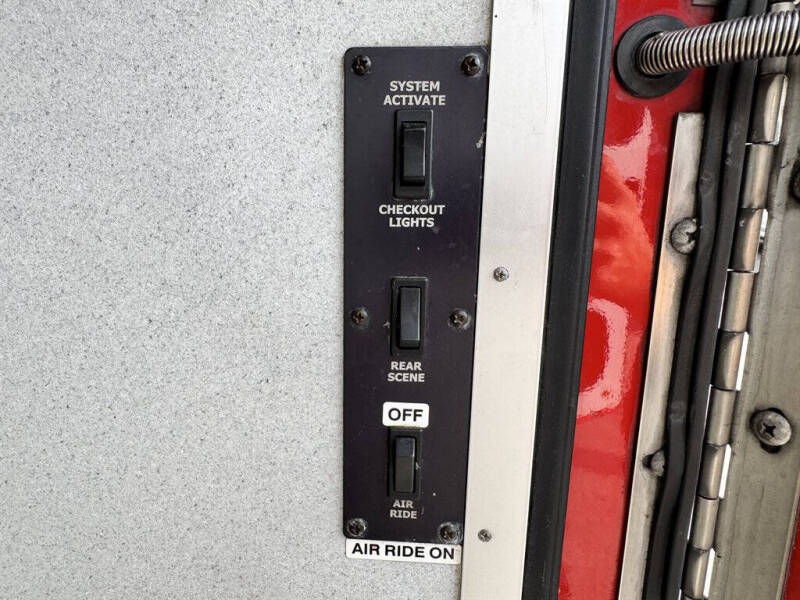 SYSTEM
ACTIVATE
CHECKOUT
LIGHTS
REAR
SCENE
OFF
AIR
RIDE
AIR RIDE ON